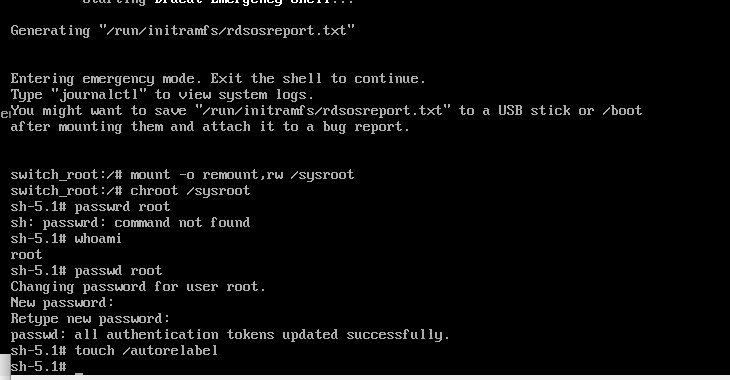 Starting Dracut Emergency Shell...
Generating "/run/initramfs/rdsosreport.txt"
Entering emergency mode. Exit the shell to continue.
Type "journalctl" to view system logs.
You might want to save "/run/initramfs/rdsosreport.txt" to a USB stick or /boot
after mounting them and attach it to a bug report.
switch_root:/# mount -o remount,rw /sysroot
switch_root:/# chroot /sysroot
sh-5.1# passwrd root
sh: passwrd: command not found
sh-5.1# whoami
root
sh-5.1# passwd root
Changing password for user root.
New password:
Retype new password:
passwd: all authentication tokens updated successfully.
sh-5.1# touch /autorelabel
sh-5.1# _